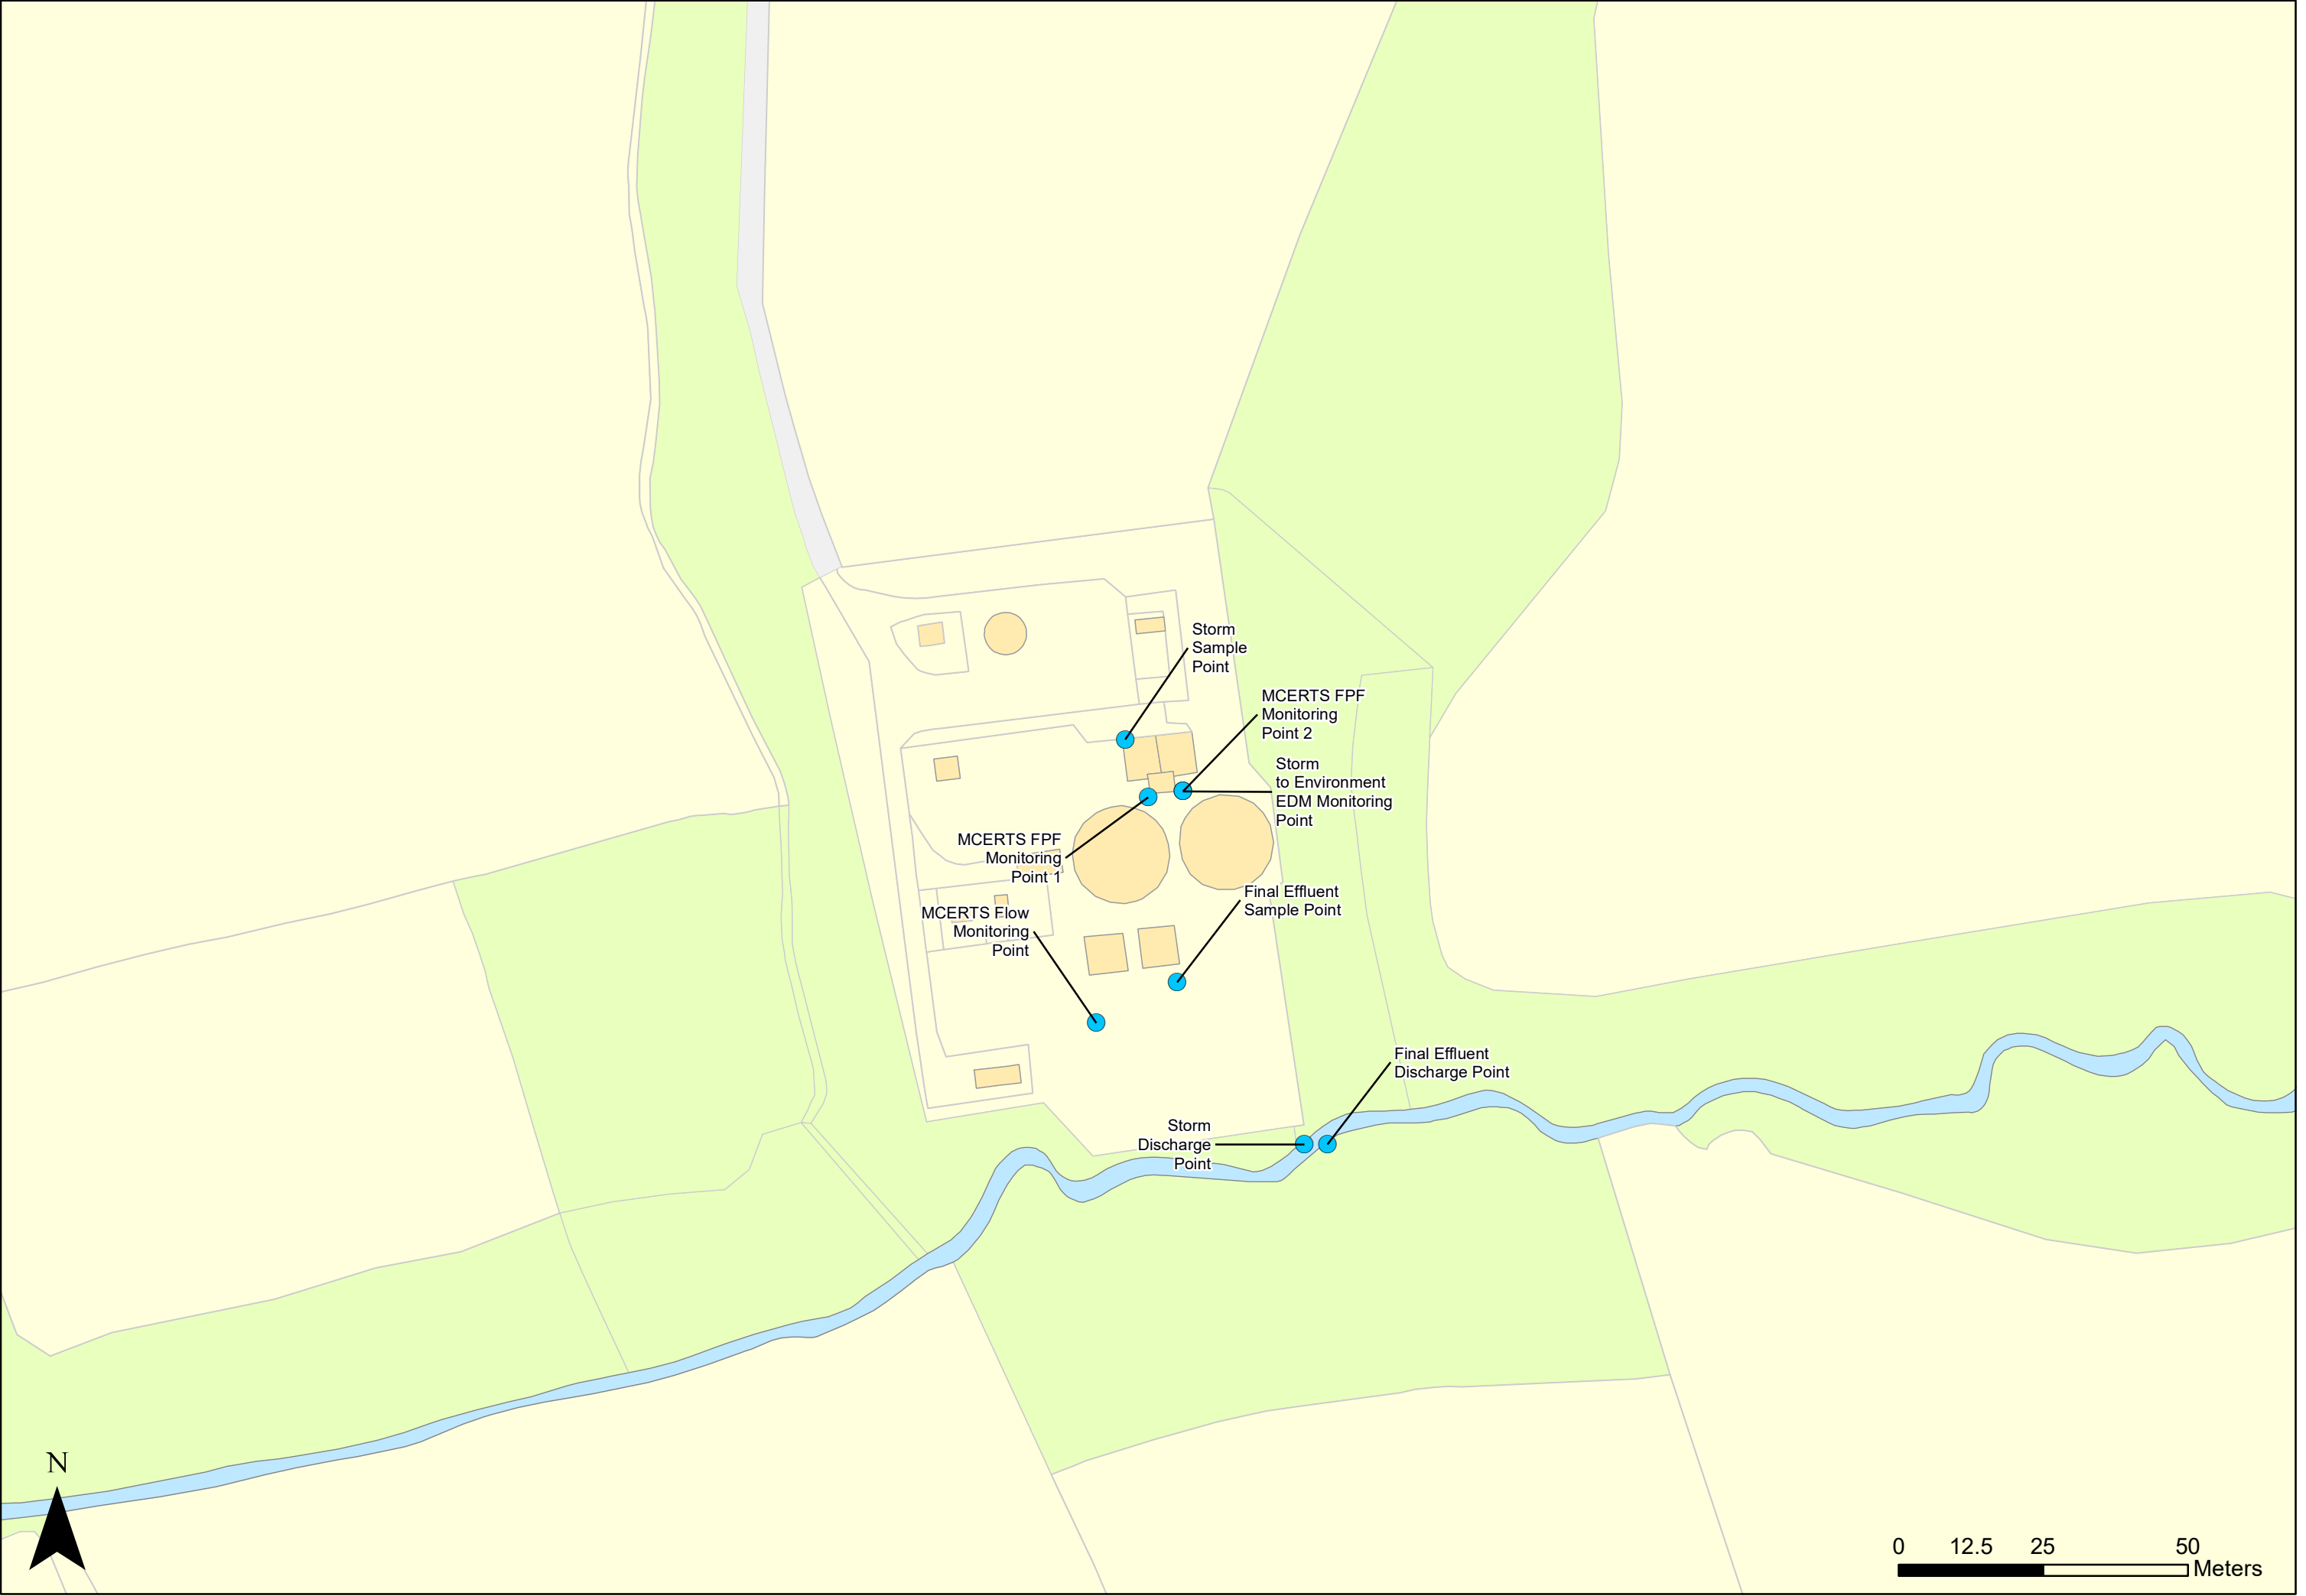 Storm
Sample
Point
MCERTS FPF
Monitoring
Point 2
Storm
to Environment
EDM Monitoring
Point
MCERTS FPF
Monitoring
Point 1
Final Effluent
Sample Point
MCERTS Flow
Monitoring
Point
Final Effluent
Discharge Point
Storm
Discharge
Point
N
0 12.5 25 50
Meters